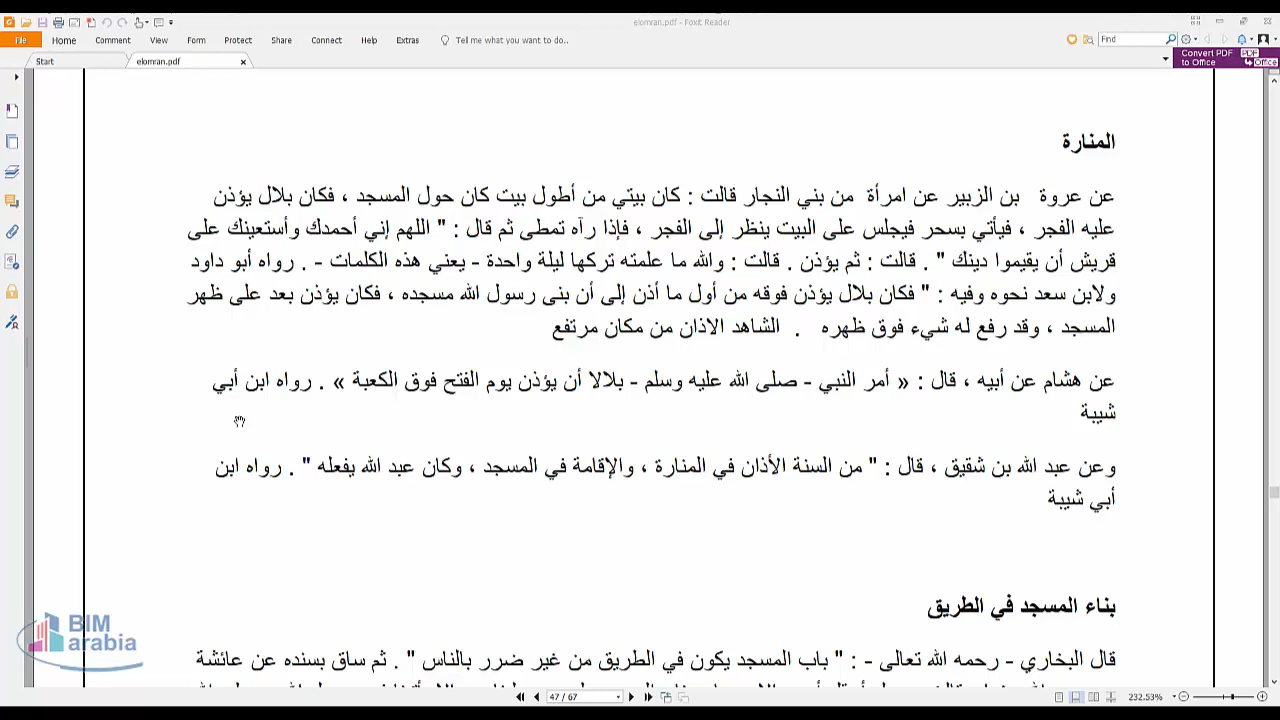 elomran.pdf - Foxit Reader
File Home Comment View Form Protect Share Connect Help Extras Tell me what you want to do.. Find
Start elomran.pdf Convert PDF to Office PDF Office
المنارة
عن عروة بن الزبير عن امرأة من بني النجار قالت : كان بيتي من أطول بيت كان حول المسجد ، فكان بلال يؤذن
عليه الفجر ، فيأتي بسحر فيجلس على البيت ينظر إلى الفجر ، فإذا رآه تمطى ثم قال : " اللهم إني أحمدك وأستعينك على
قريش أن يقيموا دينك " . قالت : ثم يؤذن . قالت : والله ما علمته تركها ليلة واحدة - يعني هذه الكلمات - . رواه أبو داود
ولابن سعد نحوه وفيه : " فكان بلال يؤذن فوقه من أول ما أذن إلى أن بنى رسول الله مسجده ، فكان يؤذن بعد على ظهر
المسجد ، وقد رفع له شيء فوق ظهره . الشاهد الاذان من مكان مرتفع
عن هشام عن أبيه ، قال : « أمر النبي - صلى الله عليه وسلم - بلالا أن يؤذن يوم الفتح فوق الكعبة » . رواه ابن أبي
شيبة
وعن عبد الله بن شقيق ، قال : " من السنة الأذان في المنارة ، والإقامة في المسجد ، وكان عبد الله يفعله " . رواه ابن
أبي شيبة
بناء المسجد في الطريق
قال البخاري - رحمه الله تعالى - : " باب المسجد يكون في الطريق من غير ضرر بالناس " . ثم ساق بسنده عن عائشة
BIM
arabia
47 / 67 232.53%